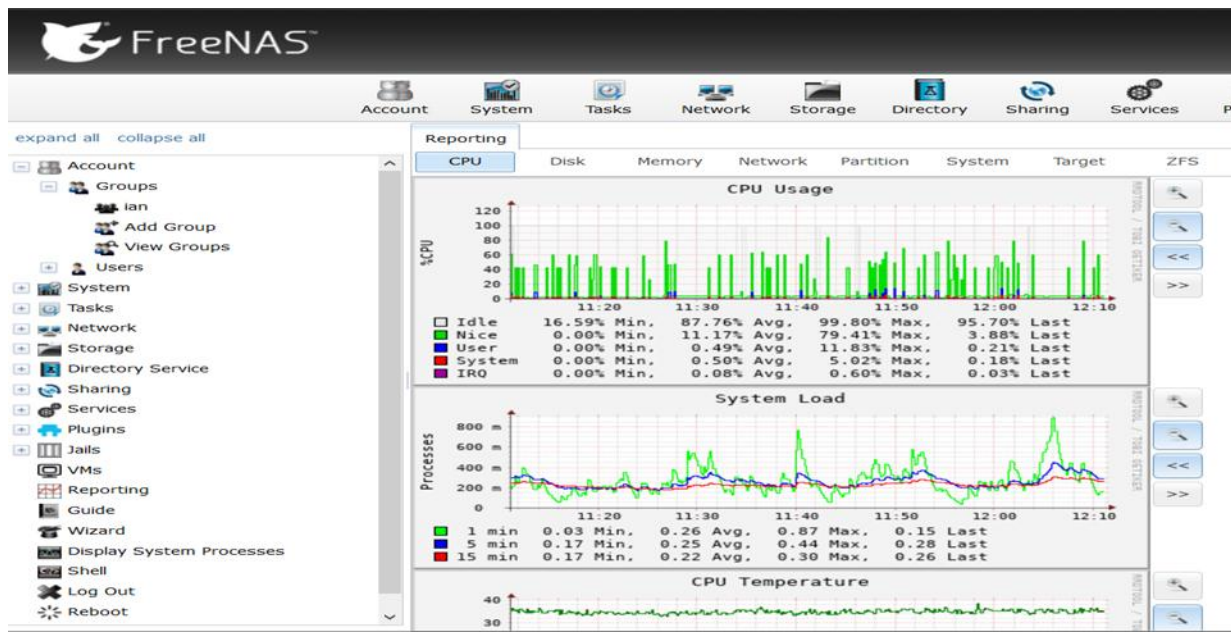 FreeNAS™
Account System Tasks Network Storage Directory Sharing Services P
expand all collapse all
Account
Groups
ian
Add Group
View Groups
Users
System
Tasks
Network
Storage
Directory Service
Sharing
Services
Plugins
Jails
VMs
Reporting
Guide
Wizard
Display System Processes
Shell
Log Out
Reboot
Reporting
CPU Disk Memory Network Partition System Target ZFS
CPU Usage
%CPU
120
100
80
60
40
20
0
11:20 11:30 11:40 11:50 12:00 12:10
Idle 16.59% Min, 87.76% Avg, 99.80% Max, 95.70% Last
Nice 0.00% Min, 11.17% Avg, 79.41% Max, 3.88% Last
User 0.00% Min, 0.49% Avg, 11.83% Max, 0.21% Last
System 0.00% Min, 0.50% Avg, 5.02% Max, 0.18% Last
IRQ 0.00% Min, 0.08% Avg, 0.60% Max, 0.03% Last
RRDTOOL / TOBI OETIKER
<<
>>
System Load
Processes
800 m
600 m
400 m
200 m
0
11:20 11:30 11:40 11:50 12:00 12:10
1 min 0.03 Min, 0.26 Avg, 0.87 Max, 0.15 Last
5 min 0.17 Min, 0.25 Avg, 0.44 Max, 0.28 Last
15 min 0.17 Min, 0.22 Avg, 0.30 Max, 0.26 Last
RRDTOOL / TOBI OETIKER
<<
>>
CPU Temperature
40
30
RRDTOOL